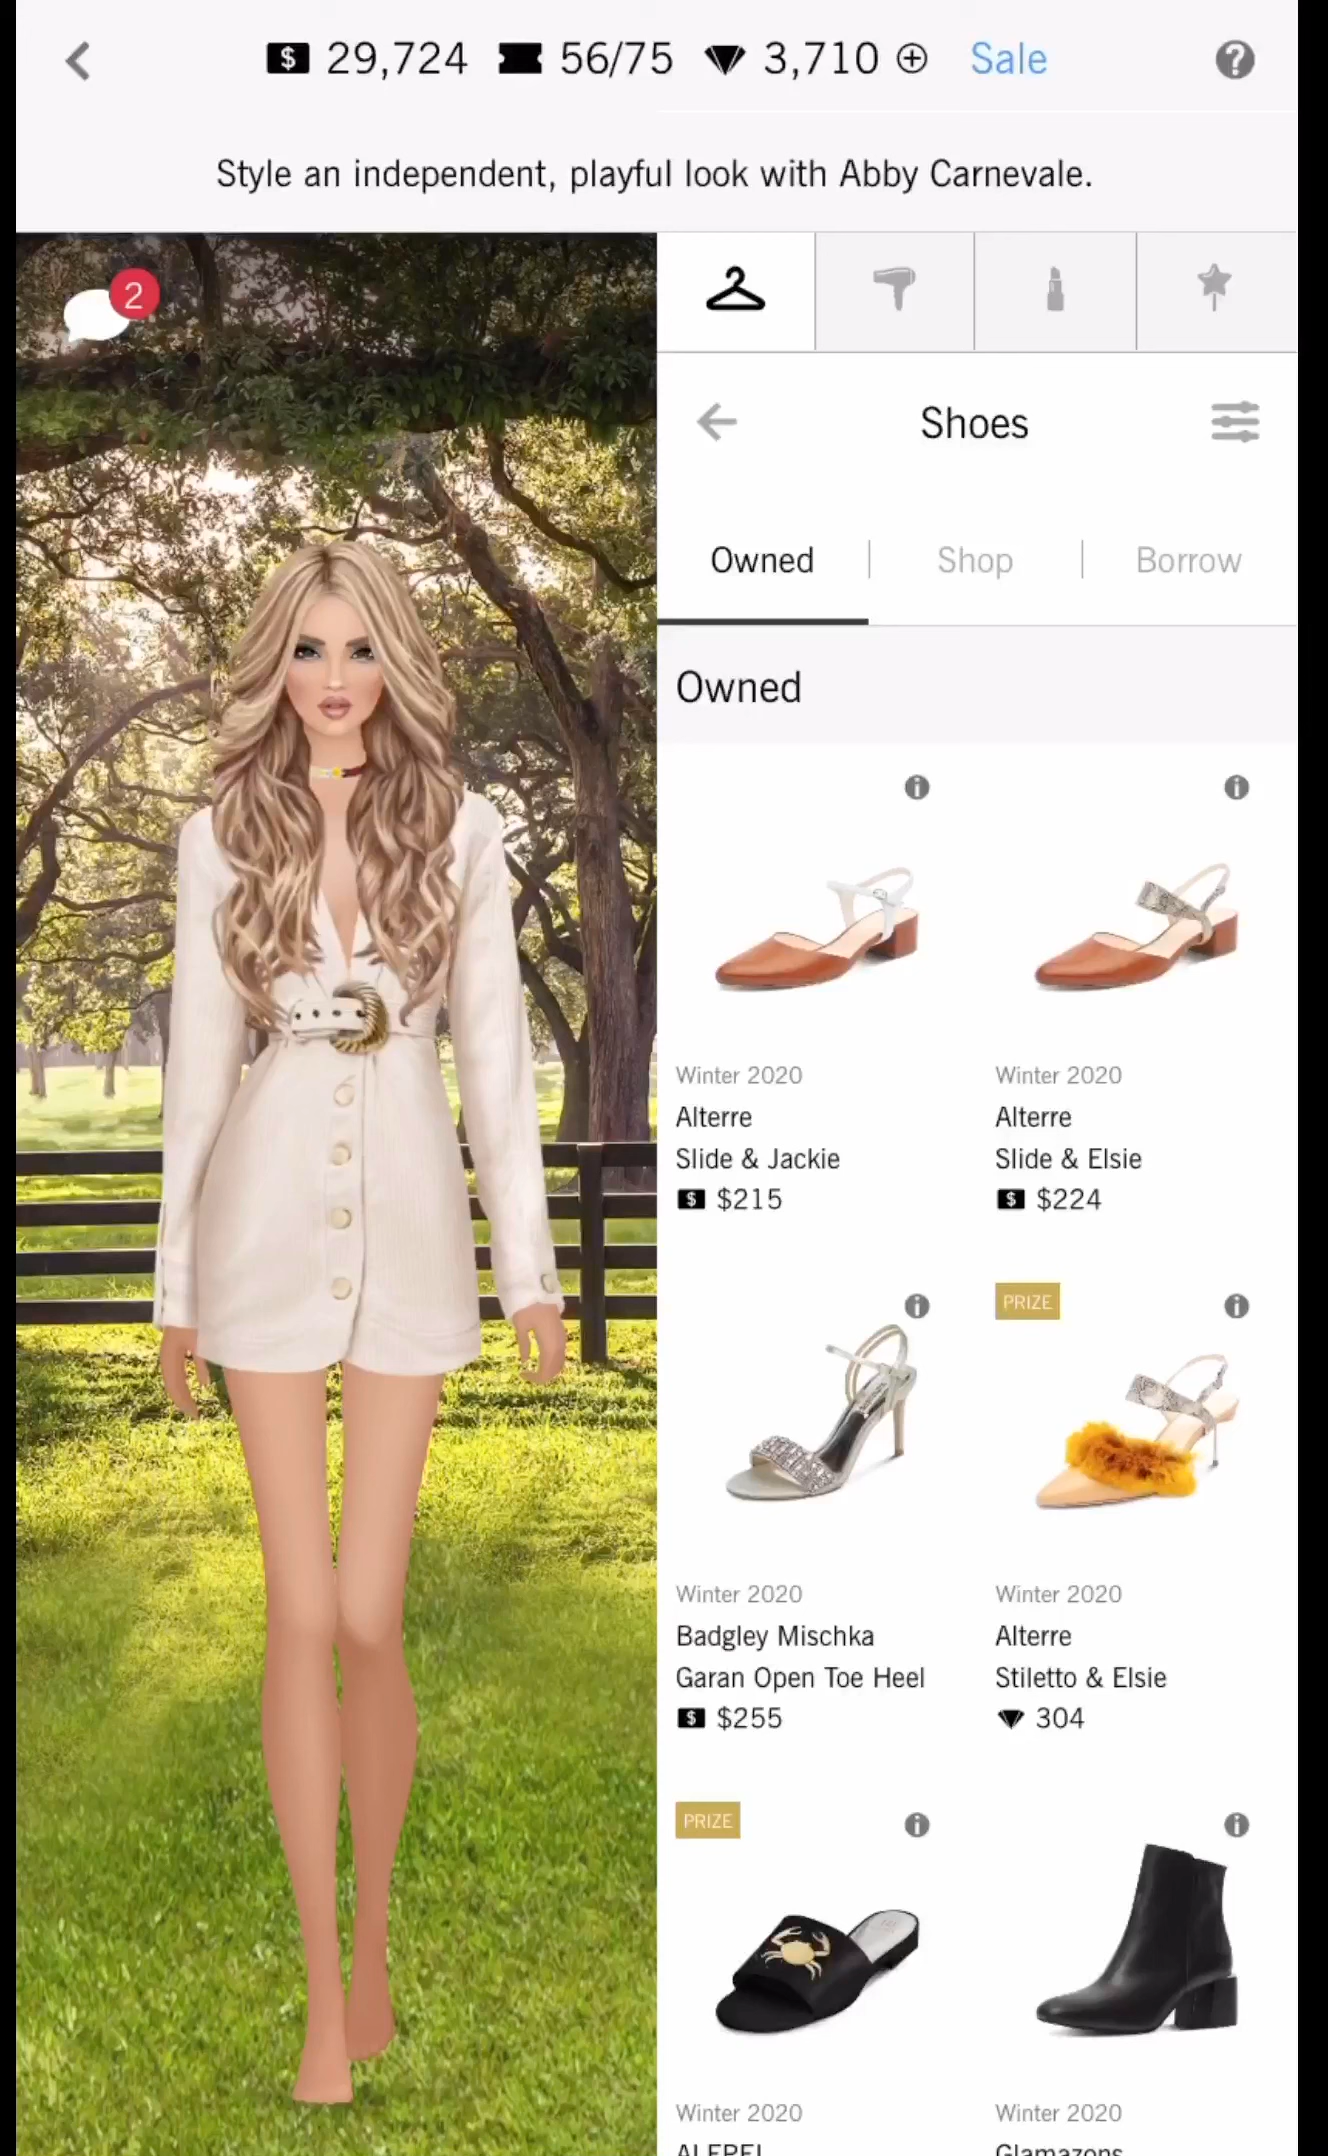 $ 29,724 56/75 3,710 Sale ?
Style an independent, playful look with Abby Carnevale.
2
Shoes
Owned Shop Borrow
Owned
Winter 2020
Alterre
Slide & Jackie
$ $215
Winter 2020
Alterre
Slide & Elsie
$ $224
Winter 2020
Badgley Mischka
Garan Open Toe Heel
$ $255
PRIZE
Winter 2020
Alterre
Stiletto & Elsie
304
PRIZE
Winter 2020
Winter 2020
Glamazons